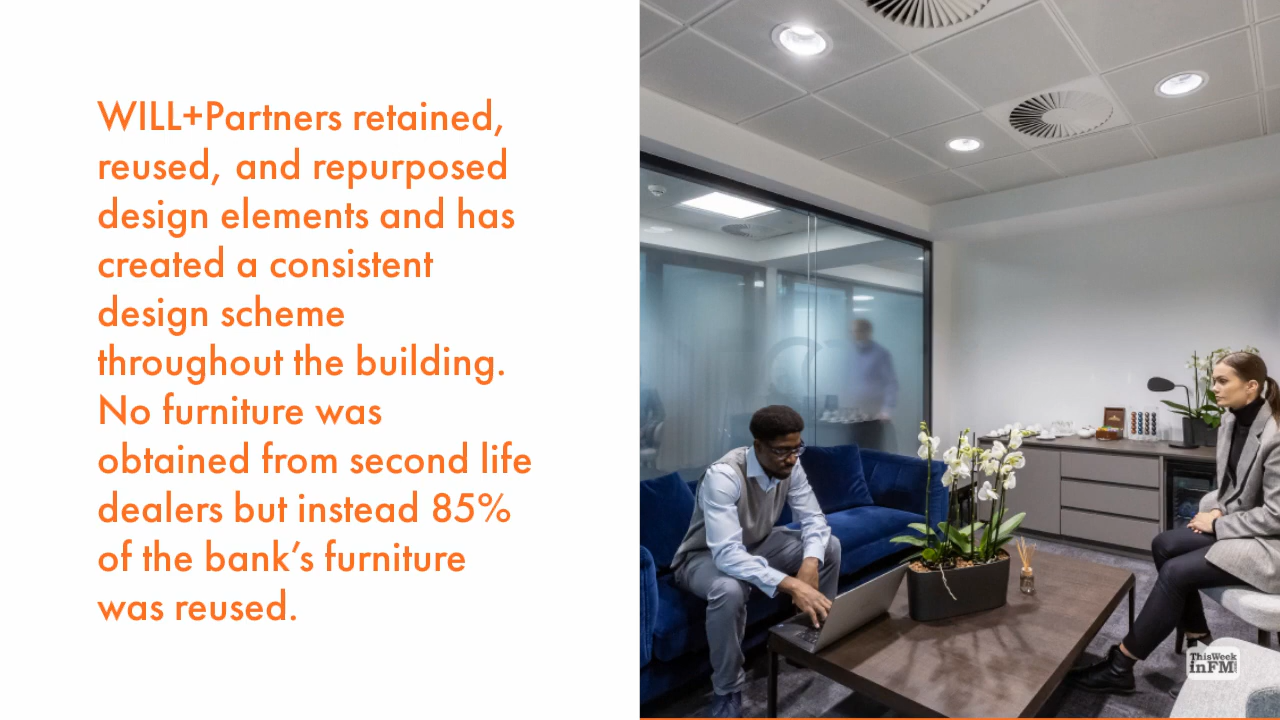 WILL+Partners retained,
reused, and repurposed
design elements and has
created a consistent
design scheme
throughout the building.
No furniture was
obtained from second life
dealers but instead 85%
of the bank’s furniture
was reused.
ThisWeek
inFM